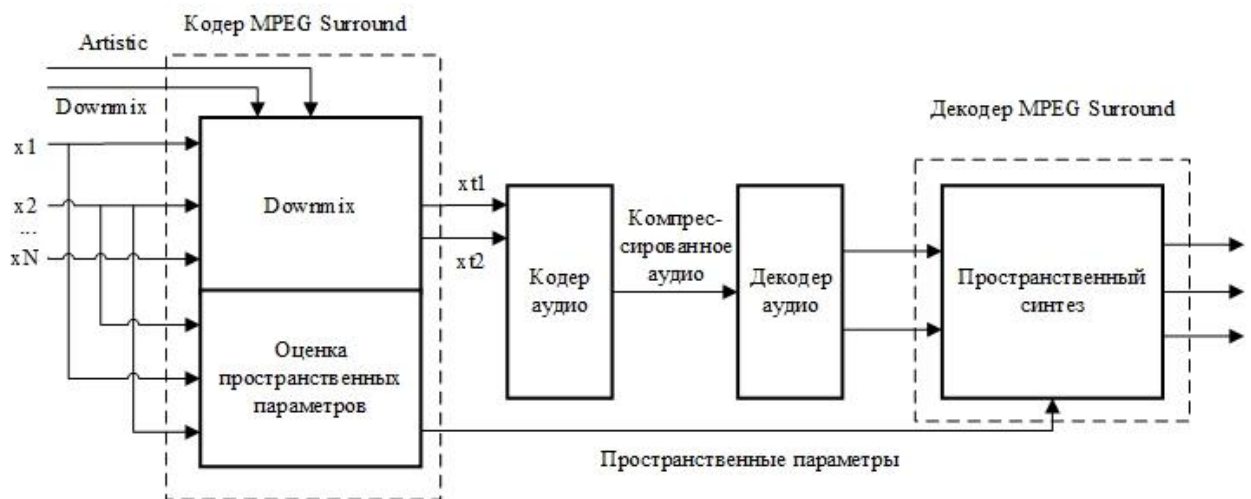 Кодер MPEG Surround
Artistic
Downmix
x1
x2
...
xN
Downmix
Оценка
пространственных
параметров
xt1
xt2
Кодер
аудио
Компрес-
сированное
аудио
Декодер
аудио
Декодер MPEG Surround
Пространственный
синтез
Пространственные параметры